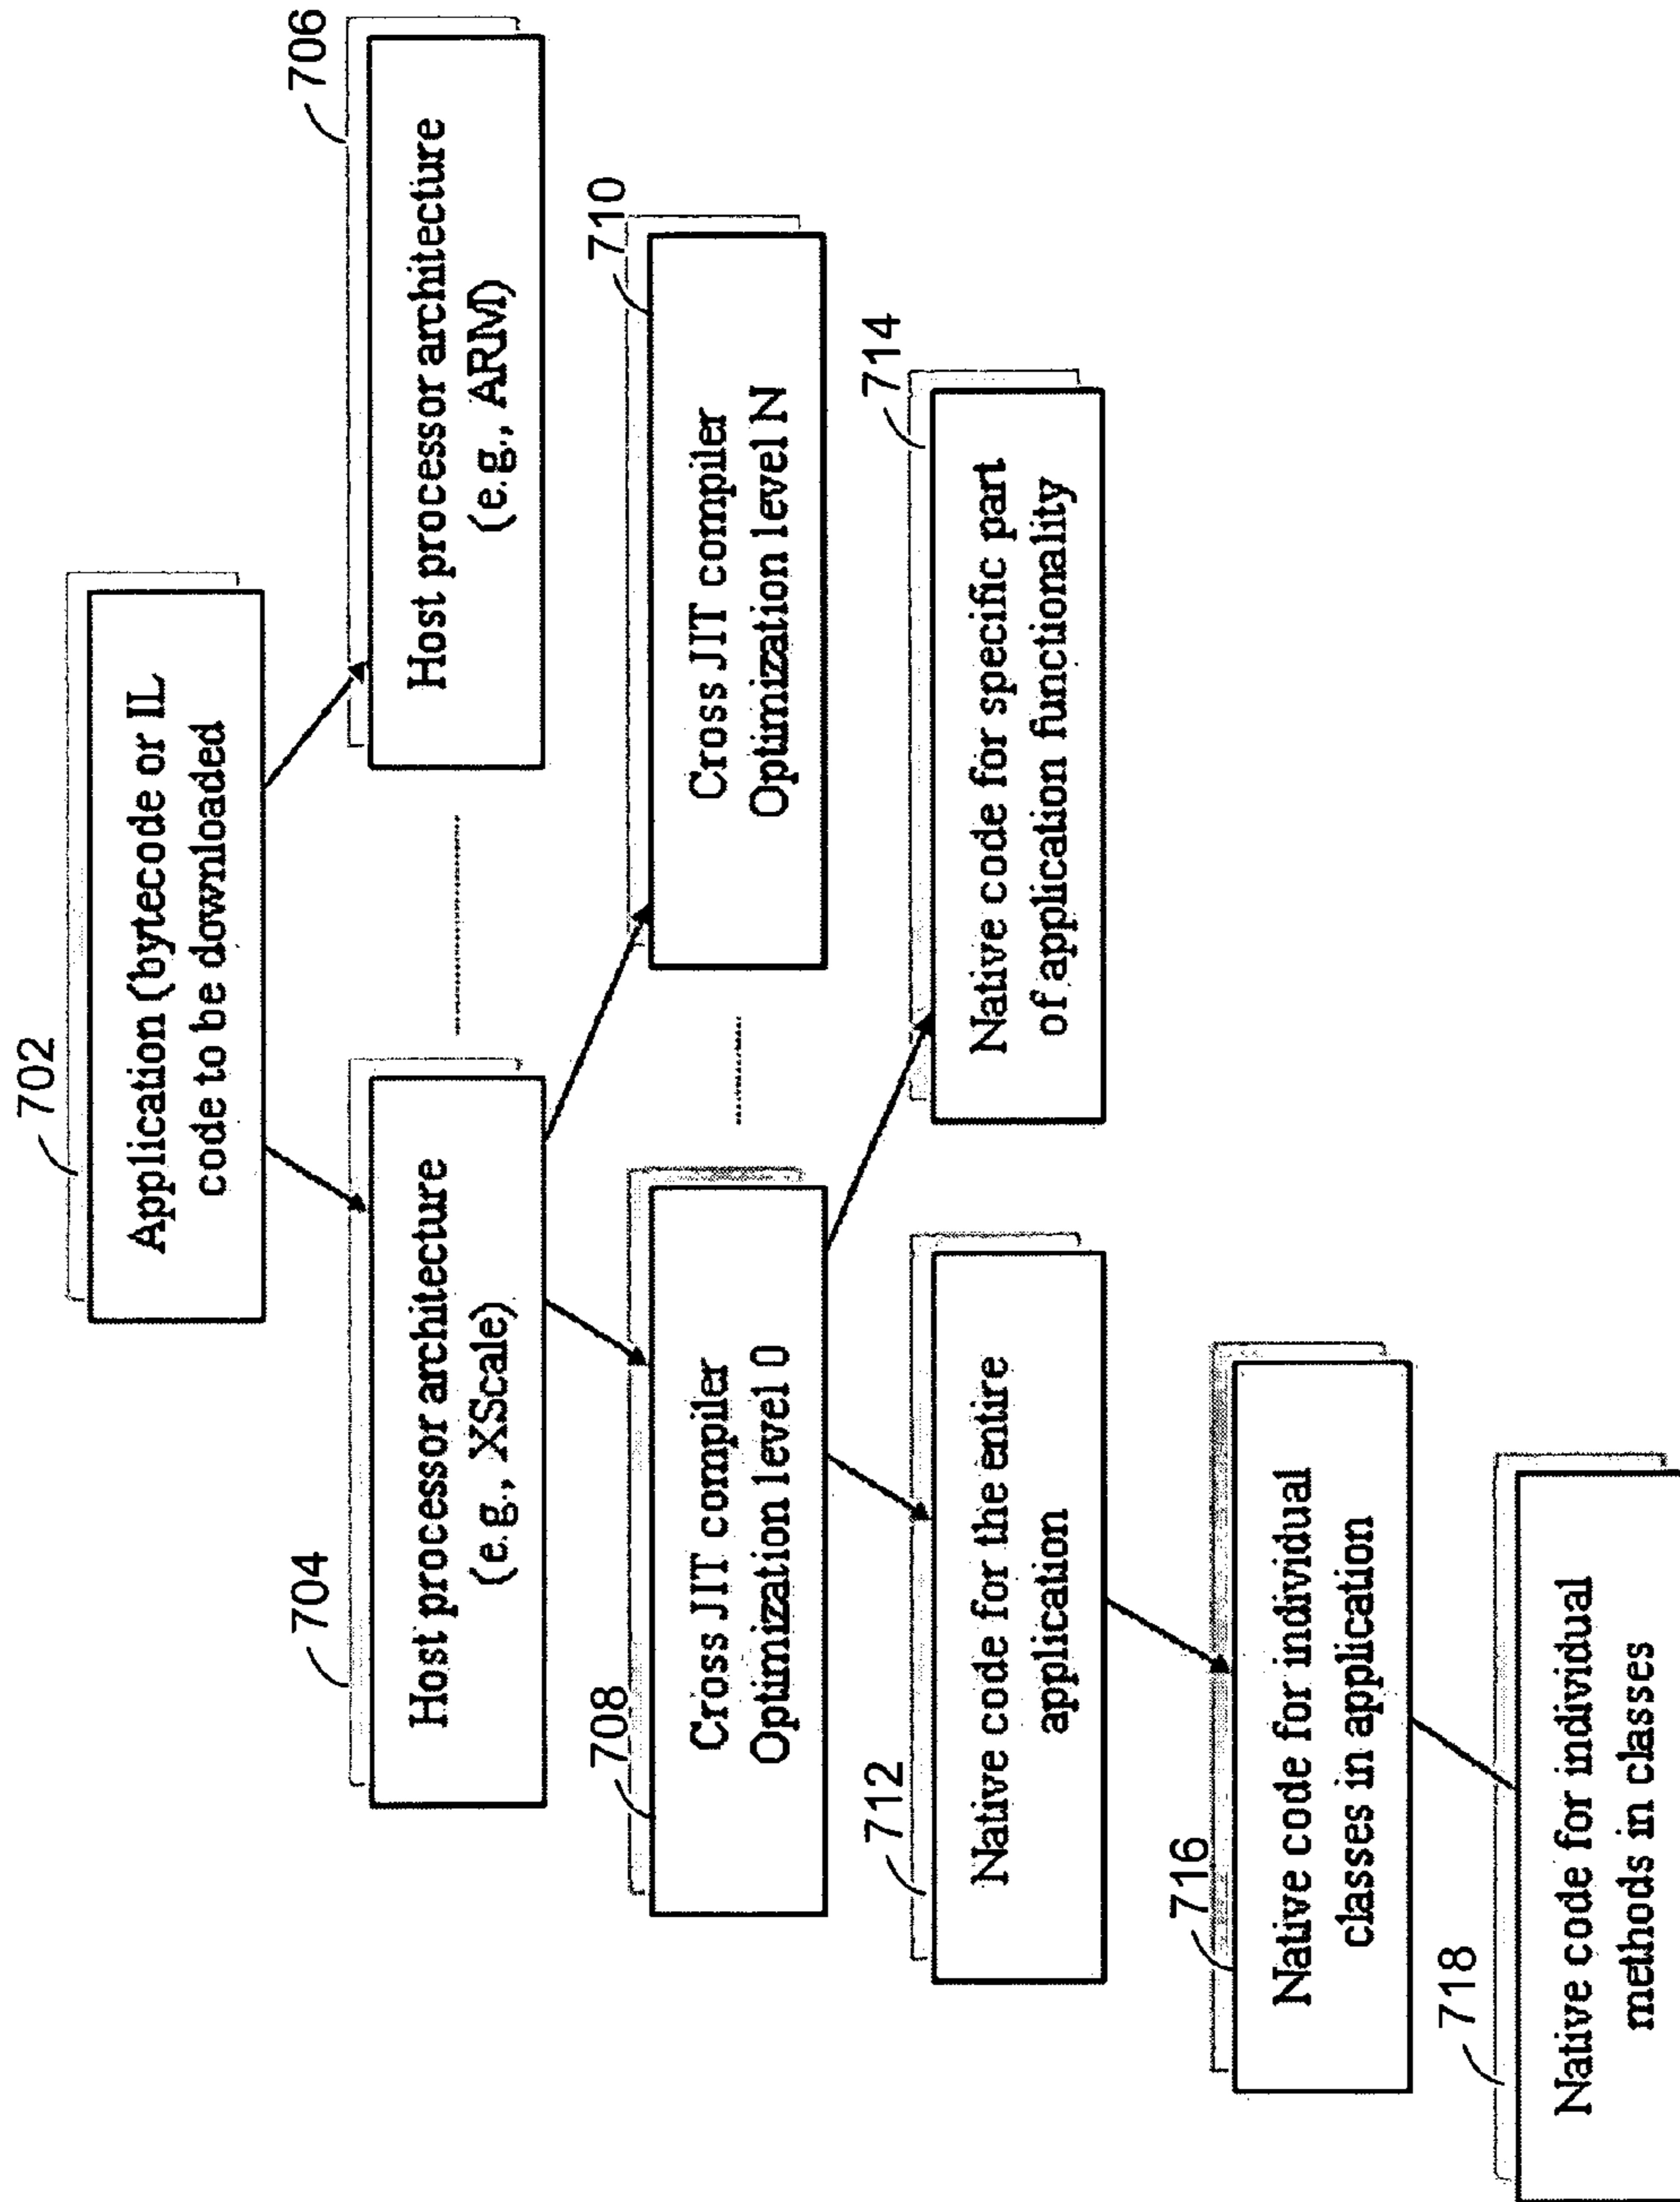 702
Application (bytecode or IL
code to be downloaded
704
Host processor architecture
(e.g., XScale)
706
Host processor architecture
(e.g., ARM)
708
Cross JIT compiler
Optimization level 0
710
Cross JIT compiler
Optimization level N
712
Native code for the entire
application
714
Native code for specific part
of application functionality
716
Native code for individual
classes in application
718
Native code for individual
methods in classes